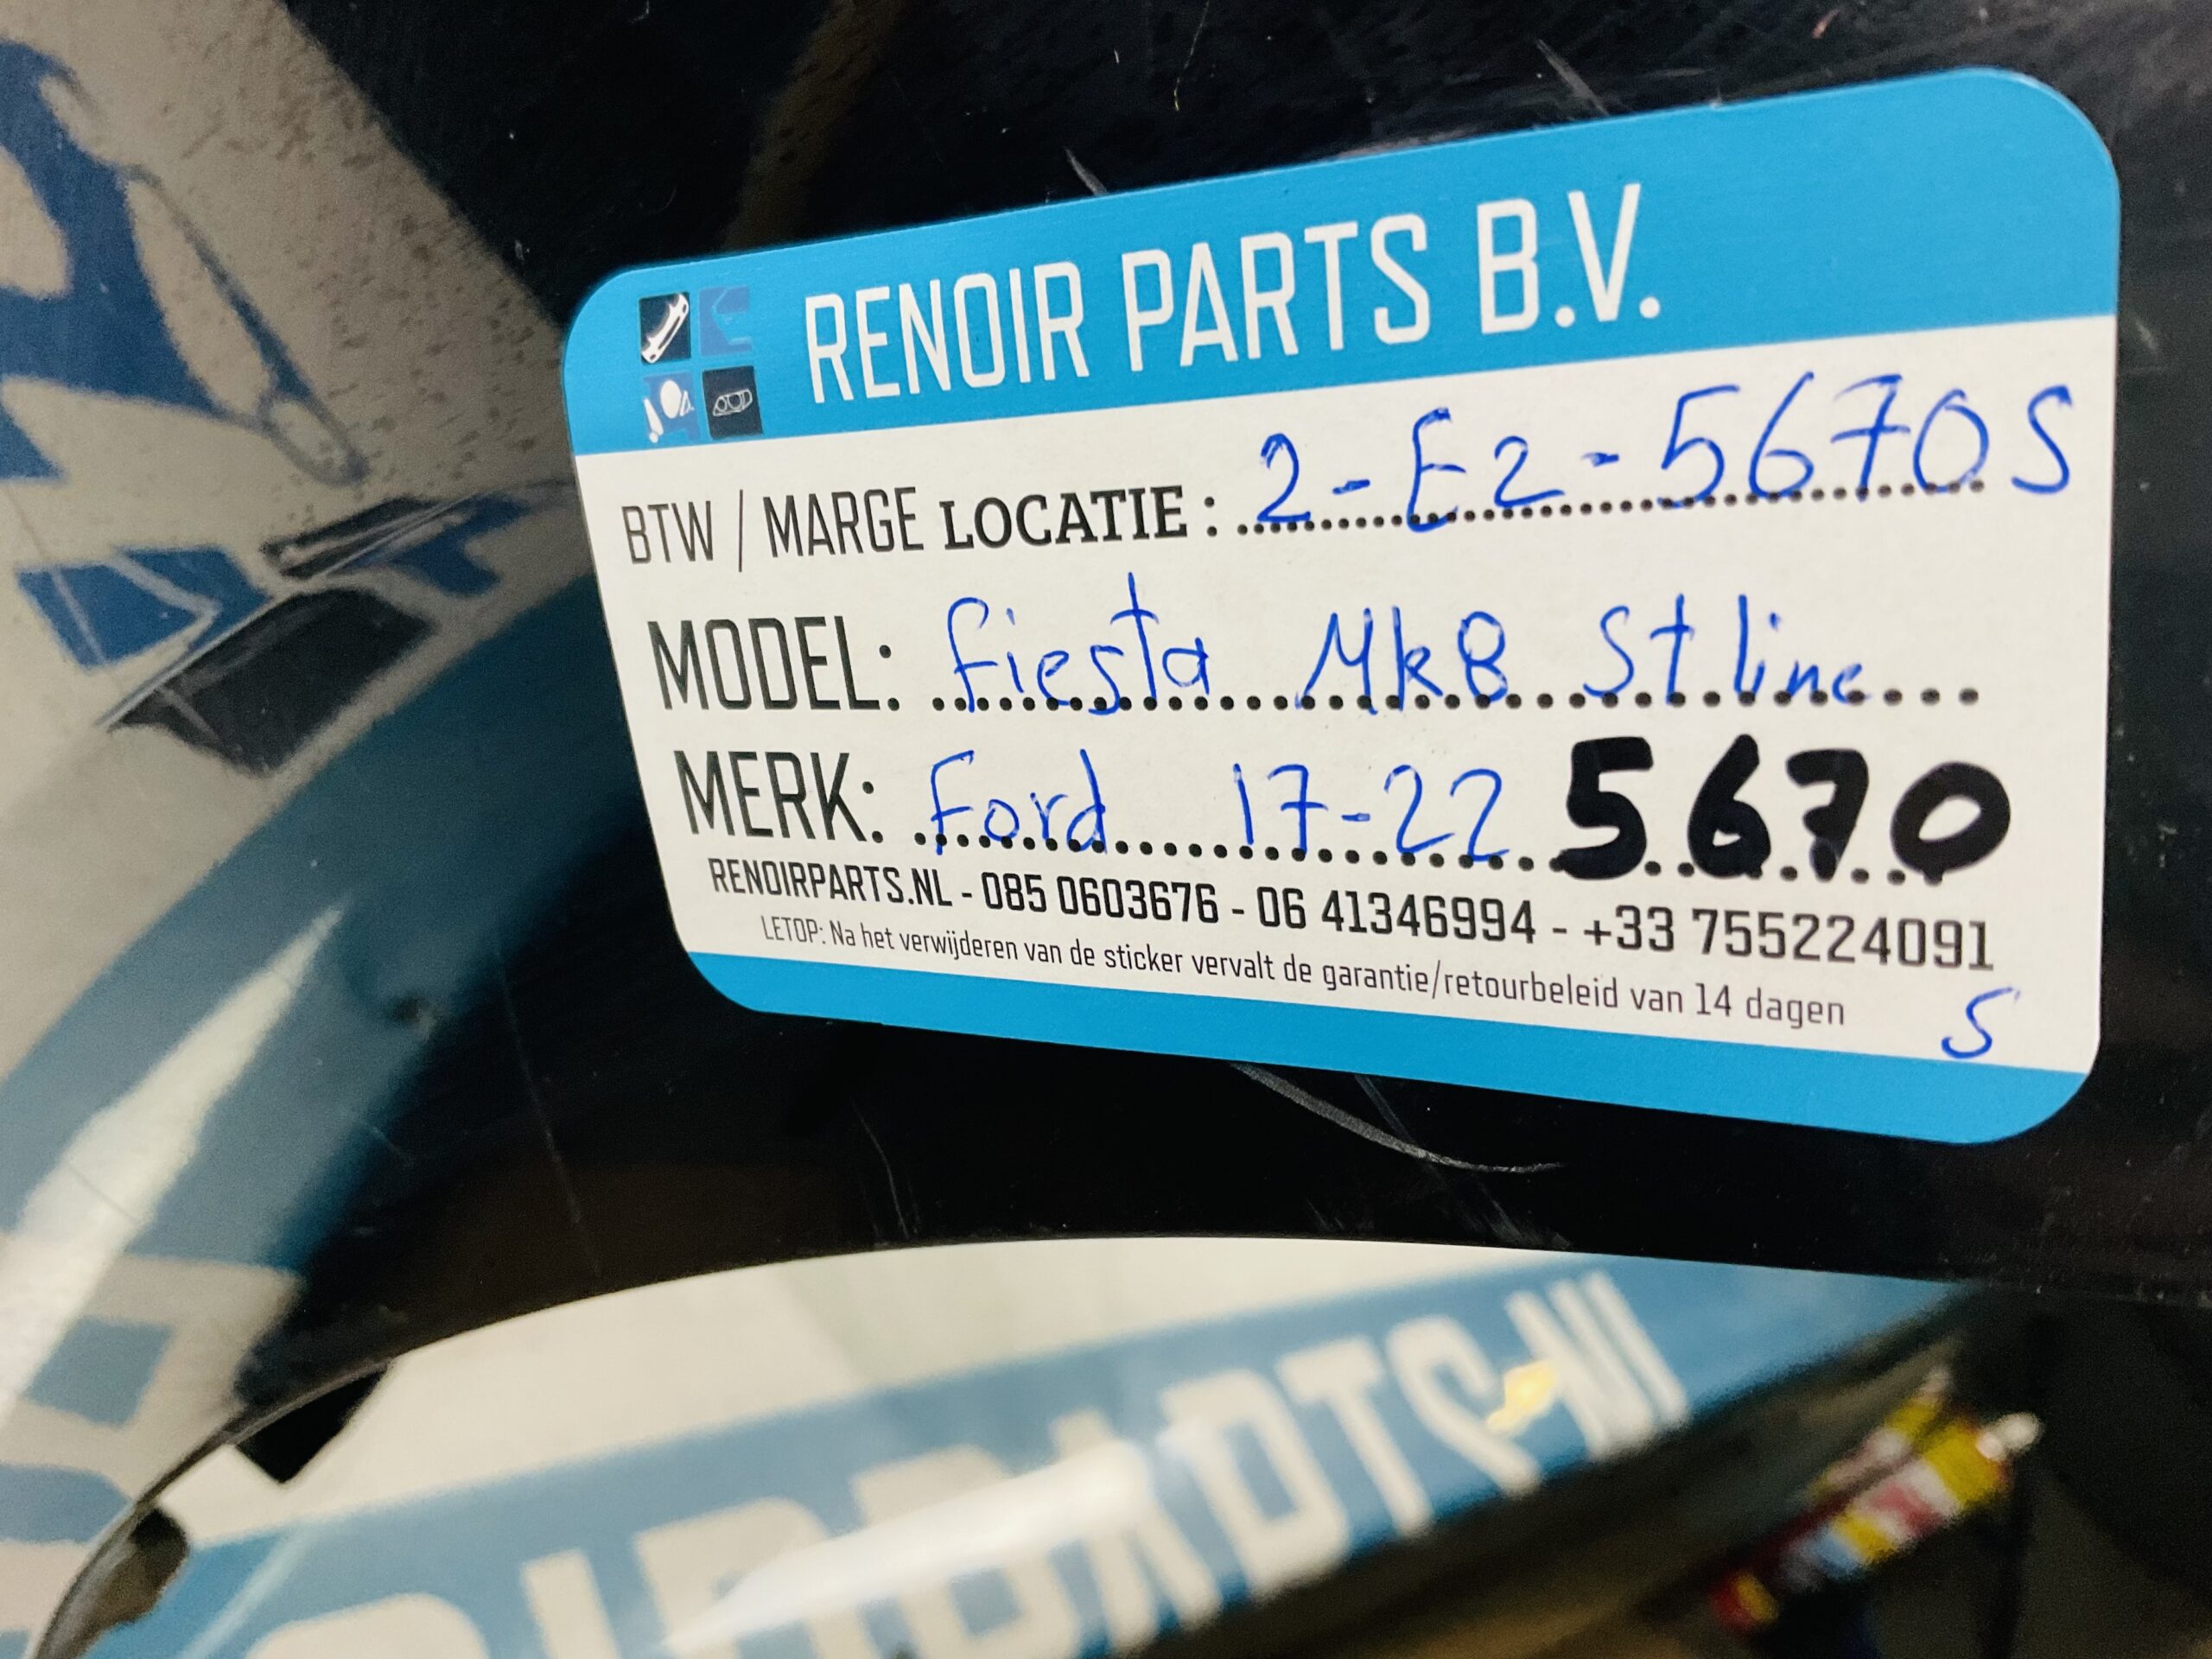 RENOIR PARTS B.V.
BTW / MARGE LOCATIE : 2-E2-5670S
MODEL: Fiesta Mk8 St line
MERK: Ford 17-22 5670
RENOIRPARTS.NL - 085 0603676 - 06 41346994 - +33 755224091
LETOP: Na het verwijderen van de sticker vervalt de garantie/retourbeleid van 14 dagen
S